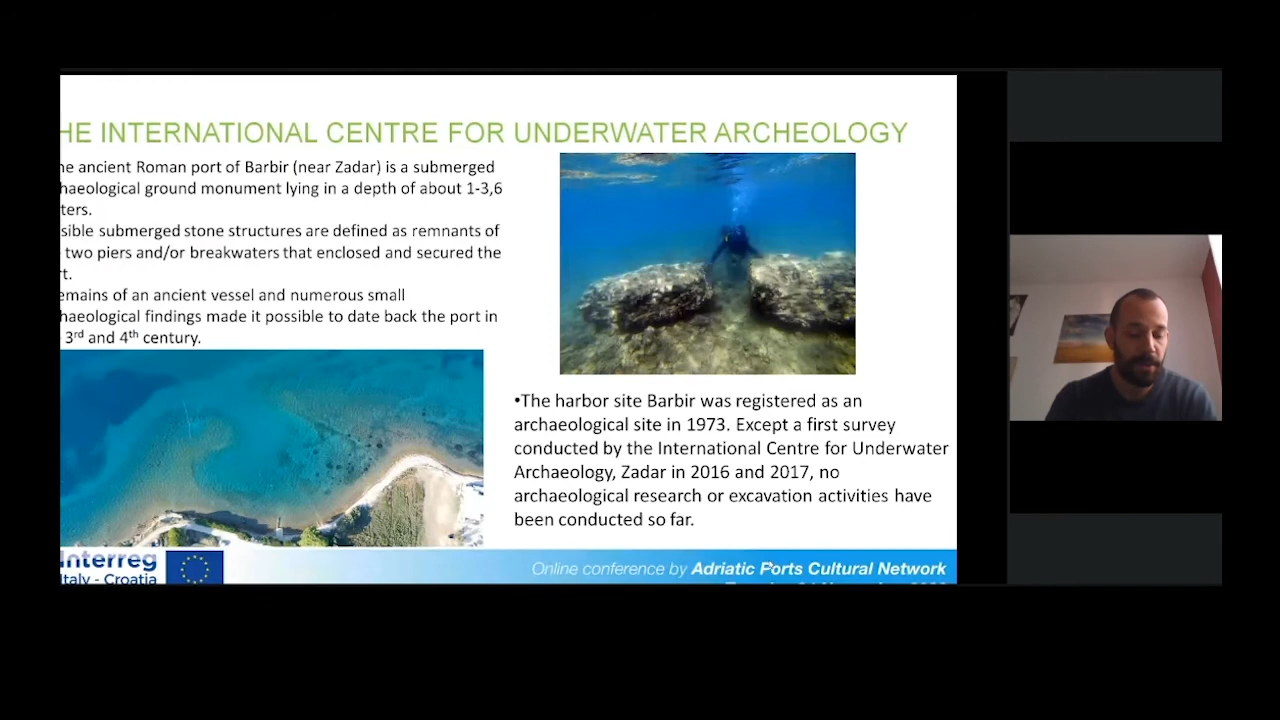 HE INTERNATIONAL CENTRE FOR UNDERWATER ARCHEOLOGY
ne ancient Roman port of Barbir (near Zadar) is a submerged
haeological ground monument lying in a depth of about 1-3,6
ters.
sible submerged stone structures are defined as remnants of
two piers and/or breakwaters that enclosed and secured the
rt.
emains of an ancient vessel and numerous small
haeological findings made it possible to date back the port in
3rd and 4th century.
•The harbor site Barbir was registered as an
archaeological site in 1973. Except a first survey
conducted by the International Centre for Underwater
Archaeology, Zadar in 2016 and 2017, no
archaeological research or excavation activities have
been conducted so far.
Interreg
Italy - Croatia
Online conference by Adriatic Ports Cultural Network